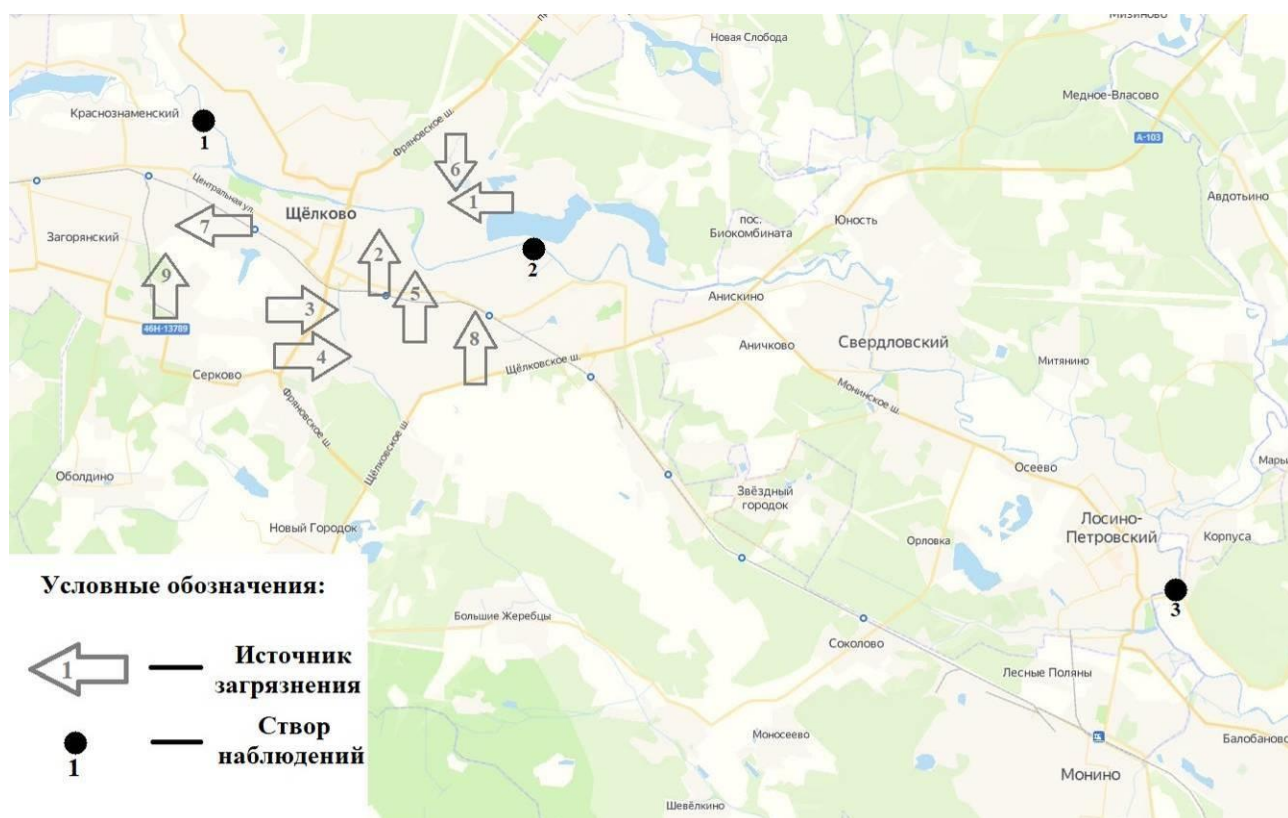 Мизиново
Новая Слобода
Медное-Власово
Краснознаменский
1
А-103
Фряновское ш.
6
Центральная ул.
1
Авдотьино
Щёлково
7
Загорянский
пос.
Биокомбината
Юность
2
2
9
5
3
Анискино
46Н-13789
8
4
Щёлковское ш.
Аничково
Свердловский
Митянино
Серково
Фряновское ш.
Монинское ш.
Щёлковское ш.
Оболдино
Осеево
Звёздный
городок
Лосино-
Петровский
Новый Городок
Орловка
Корпуса
3
Условные обозначения:
1
Источник
загрязнения
1
Створ
наблюдений
Большие Жеребцы
Соколово
Лесные Поляны
Моносеево
Балобаново
Монино
Шевёлкино